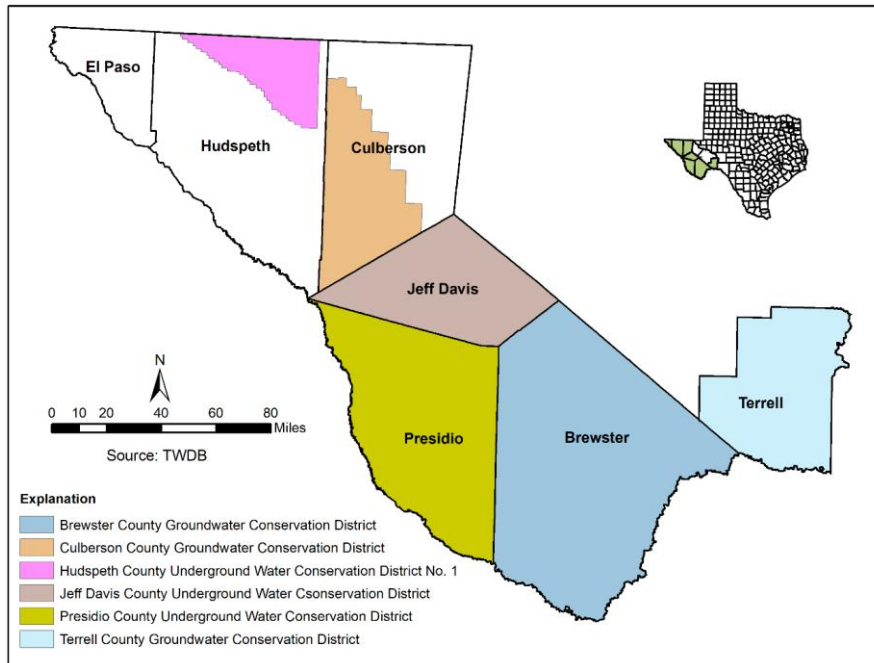 El Paso
Hudspeth
Culberson
Jeff Davis
Presidio
Brewster
Terrell
N
0 10 20 40 60 80
Miles
Source: TWDB
Explanation
Brewster County Groundwater Conservation District
Culberson County Groundwater Conservation District
Hudspeth County Underground Water Conservation District No. 1
Jeff Davis County Underground Water Csonservation District
Presidio County Underground Water Conservation District
Terrell County Groundwater Conservation District